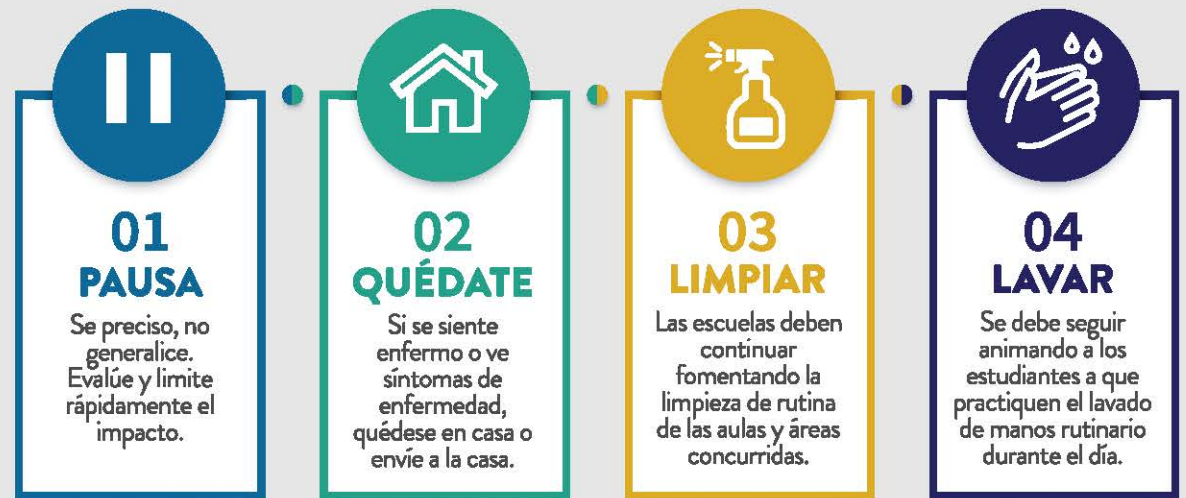 01
PAUSA
Se preciso, no
generalice.
Evalúe y limite
rápidamente el
impacto.
02
QUÉDATE
Si se siente
enfermo o ve
síntomas de
enfermedad,
quédese en casa o
envíe a la casa.
03
LIMPIAR
Las escuelas deben
continuar
fomentando la
limpieza de rutina
de las aulas y áreas
concurridas.
04
LAVAR
Se debe seguir
animando a los
estudiantes a que
practiquen el lavado
de manos rutinario
durante el día.